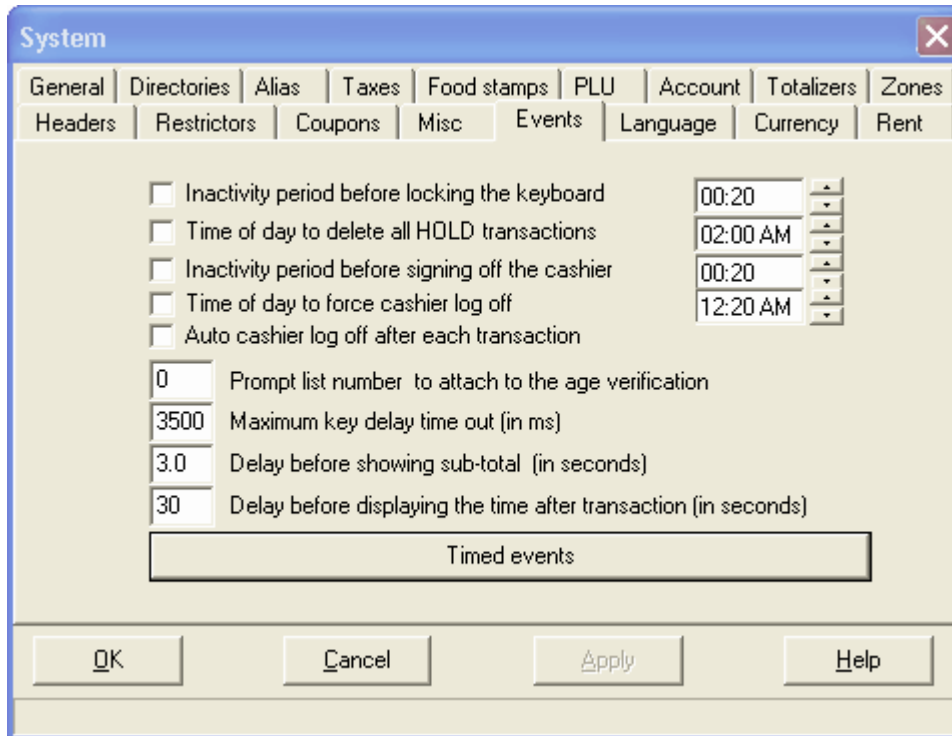 System
General Directories Alias Taxes Food stamps PLU Account Totalizers Zones
Headers Restrictors Coupons Misc Events Language Currency Rent
Inactivity period before locking the keyboard 00:20
Time of day to delete all HOLD transactions 02:00 AM
Inactivity period before signing off the cashier 00:20
Time of day to force cashier log off 12:20 AM
Auto cashier log off after each transaction
0 Prompt list number to attach to the age verification
3500 Maximum key delay time out (in ms)
3.0 Delay before showing sub-total (in seconds)
30 Delay before displaying the time after transaction (in seconds)
Timed events
OK Cancel Apply Help